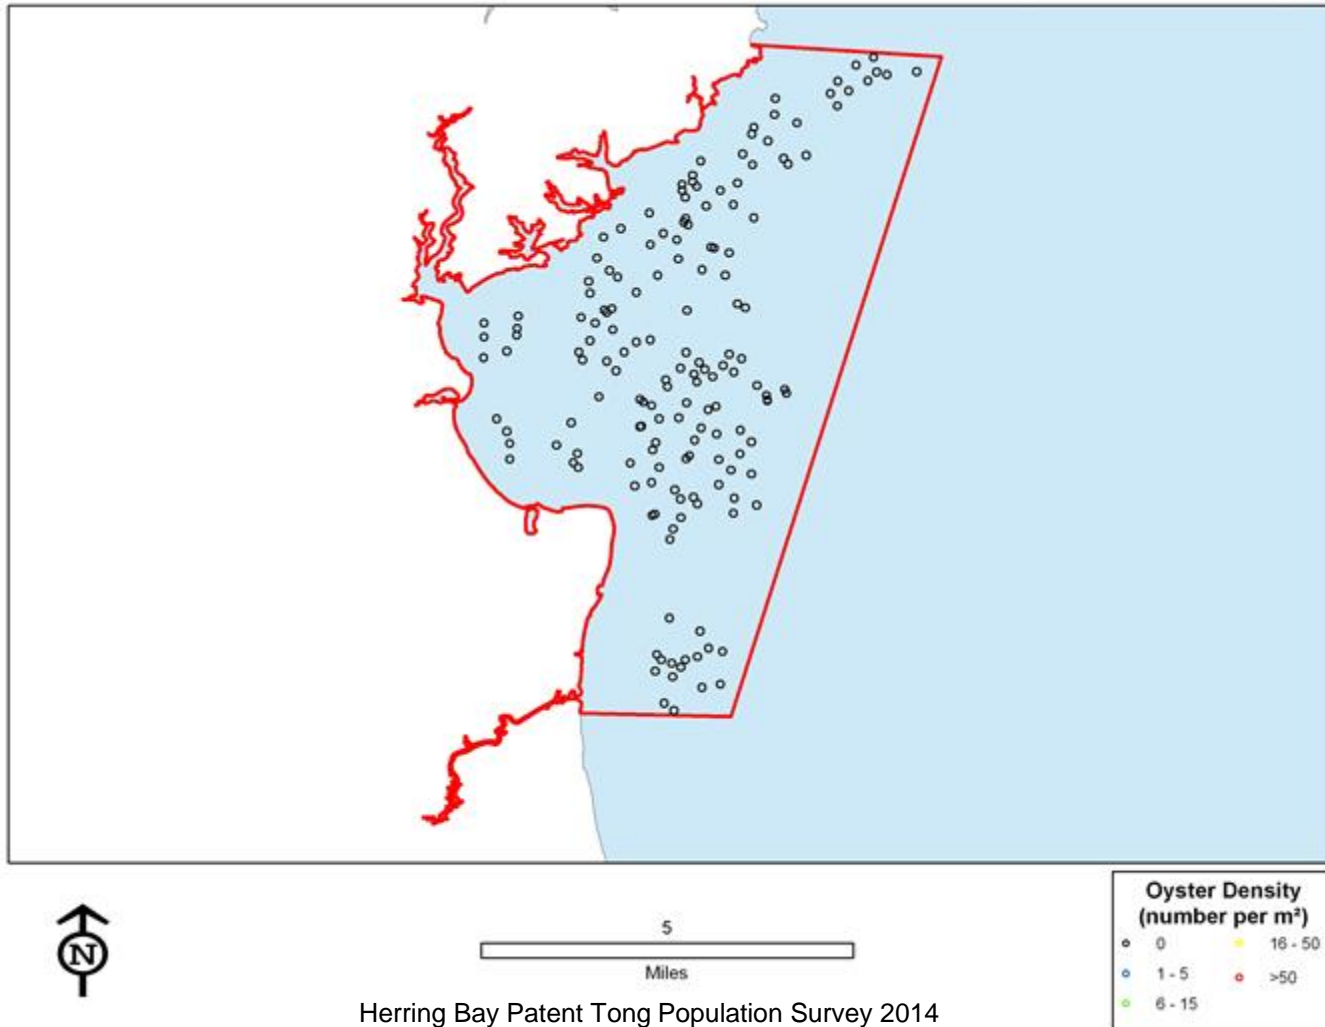 N
5
Miles
Herring Bay Patent Tong Population Survey 2014
Oyster Density
(number per m²)
0
16 - 50
1 - 5
>50
6 - 15